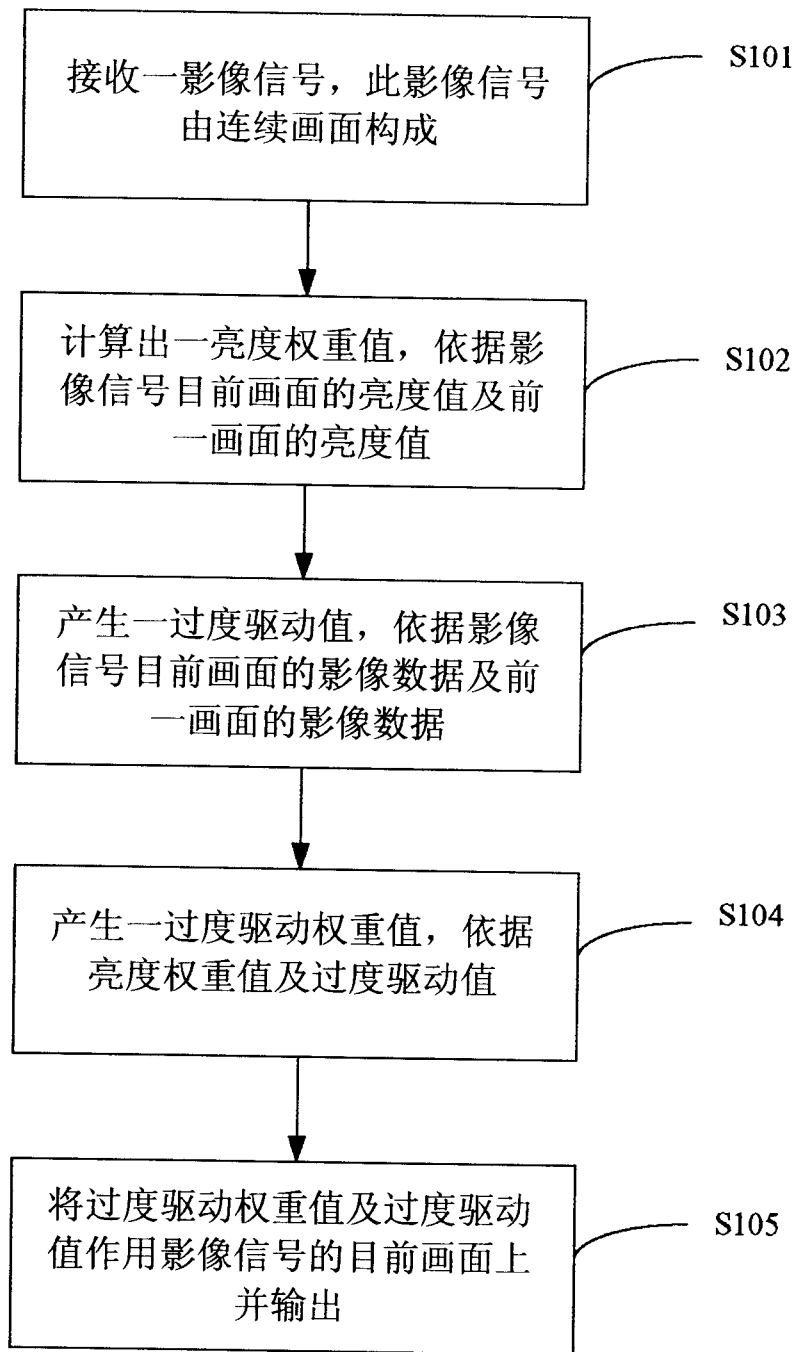 接收一影像信号，此影像信号
由连续画面构成
S101
计算出一亮度权重值，依据影
像信号目前画面的亮度值及前
一画面的亮度值
S102
产生一过度驱动值，依据影像
信号目前画面的影像数据及前
一画面的影像数据
S103
产生一过度驱动权重值，依据
亮度权重值及过度驱动值
S104
将过度驱动权重值及过度驱动
值作用影像信号的目前画面上
并输出
S105